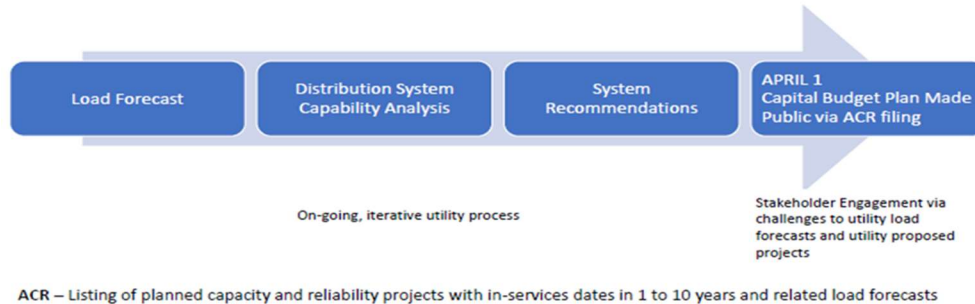 Load Forecast
Distribution System
Capability Analysis
System
Recommendations
APRIL 1
Capital Budget Plan Made
Public via ACR filing
On-going, iterative utility process
Stakeholder Engagement via
challenges to utility load
forecasts and utility proposed
projects
ACR – Listing of planned capacity and reliability projects with in-services dates in 1 to 10 years and related load forecasts